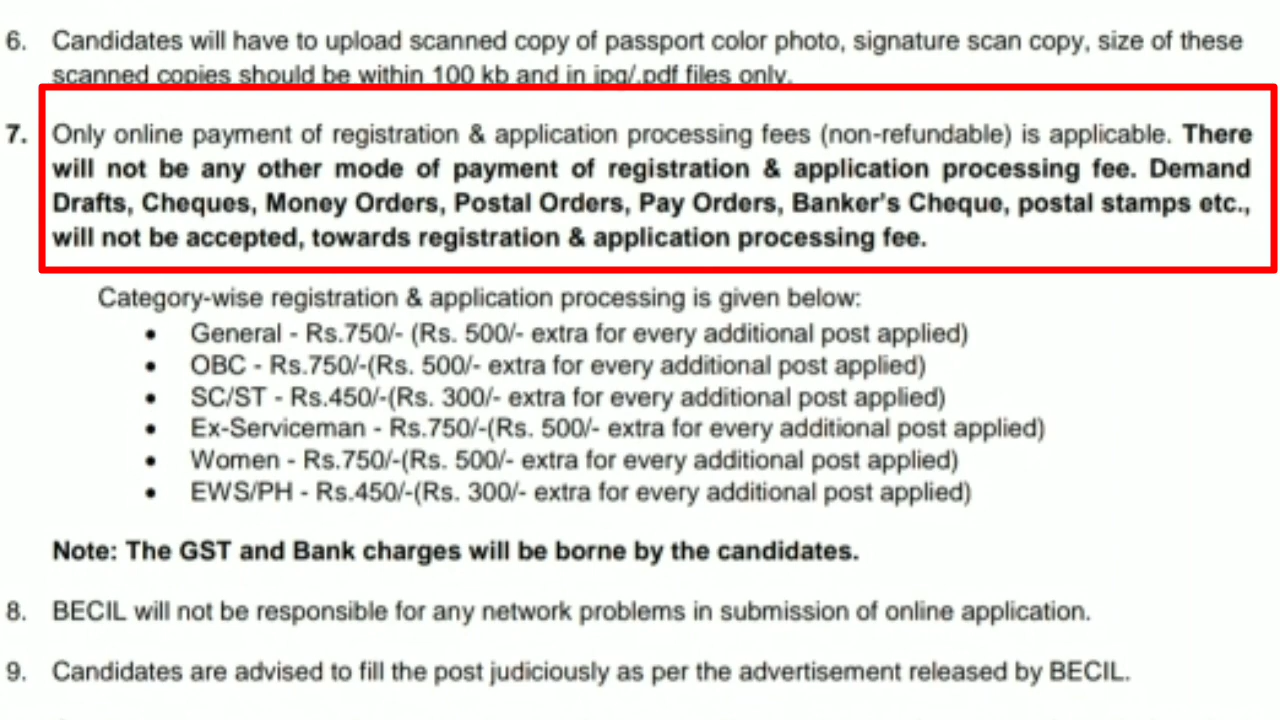 6. Candidates will have to upload scanned copy of passport color photo, signature scan copy, size of these
scanned copies should be within 100 kb and in jpg/.pdf files only.
7. Only online payment of registration & application processing fees (non-refundable) is applicable. There
will not be any other mode of payment of registration & application processing fee. Demand
Drafts, Cheques, Money Orders, Postal Orders, Pay Orders, Banker's Cheque, postal stamps etc.,
will not be accepted, towards registration & application processing fee.
Category-wise registration & application processing is given below:
• General - Rs.750/- (Rs. 500/- extra for every additional post applied)
• OBC - Rs.750/-(Rs. 500/- extra for every additional post applied)
• SC/ST - Rs.450/-(Rs. 300/- extra for every additional post applied)
• Ex-Serviceman - Rs.750/-(Rs. 500/- extra for every additional post applied)
• Women - Rs.750/-(Rs. 500/- extra for every additional post applied)
• EWS/PH - Rs.450/-(Rs. 300/- extra for every additional post applied)
Note: The GST and Bank charges will be borne by the candidates.
8. BECIL will not be responsible for any network problems in submission of online application.
9. Candidates are advised to fill the post judiciously as per the advertisement released by BECIL.